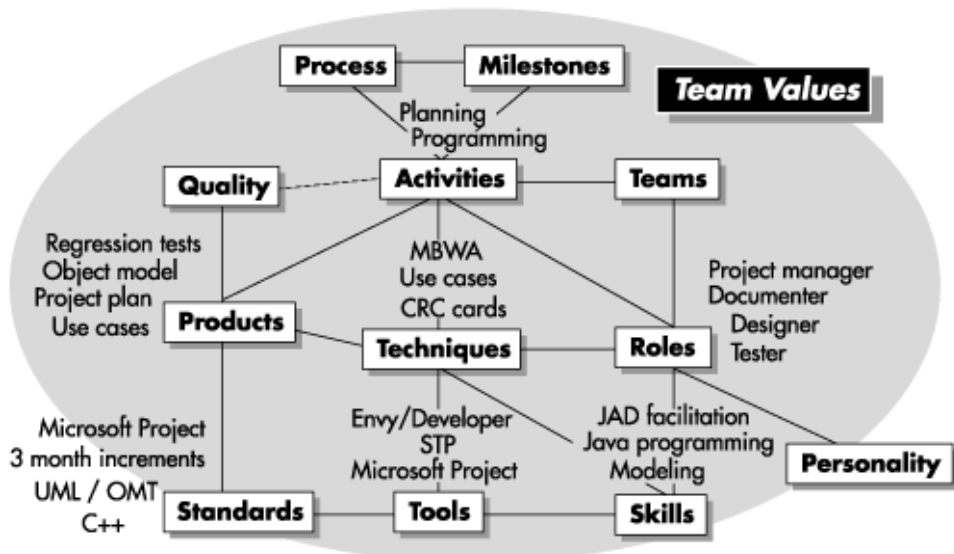 Process
Milestones
Team Values
Planning
Programming
Quality
Activities
Teams
Regression tests
Object model
Project plan
Use cases
MBWA
Use cases
CRC cards
Project manager
Documenter
Designer
Tester
Products
Techniques
Roles
Microsoft Project
3 month increments
UML / OMT
C++
Envy/Developer
STP
Microsoft Project
JAD facilitation
Java programming
Modeling
Personality
Standards
Tools
Skills